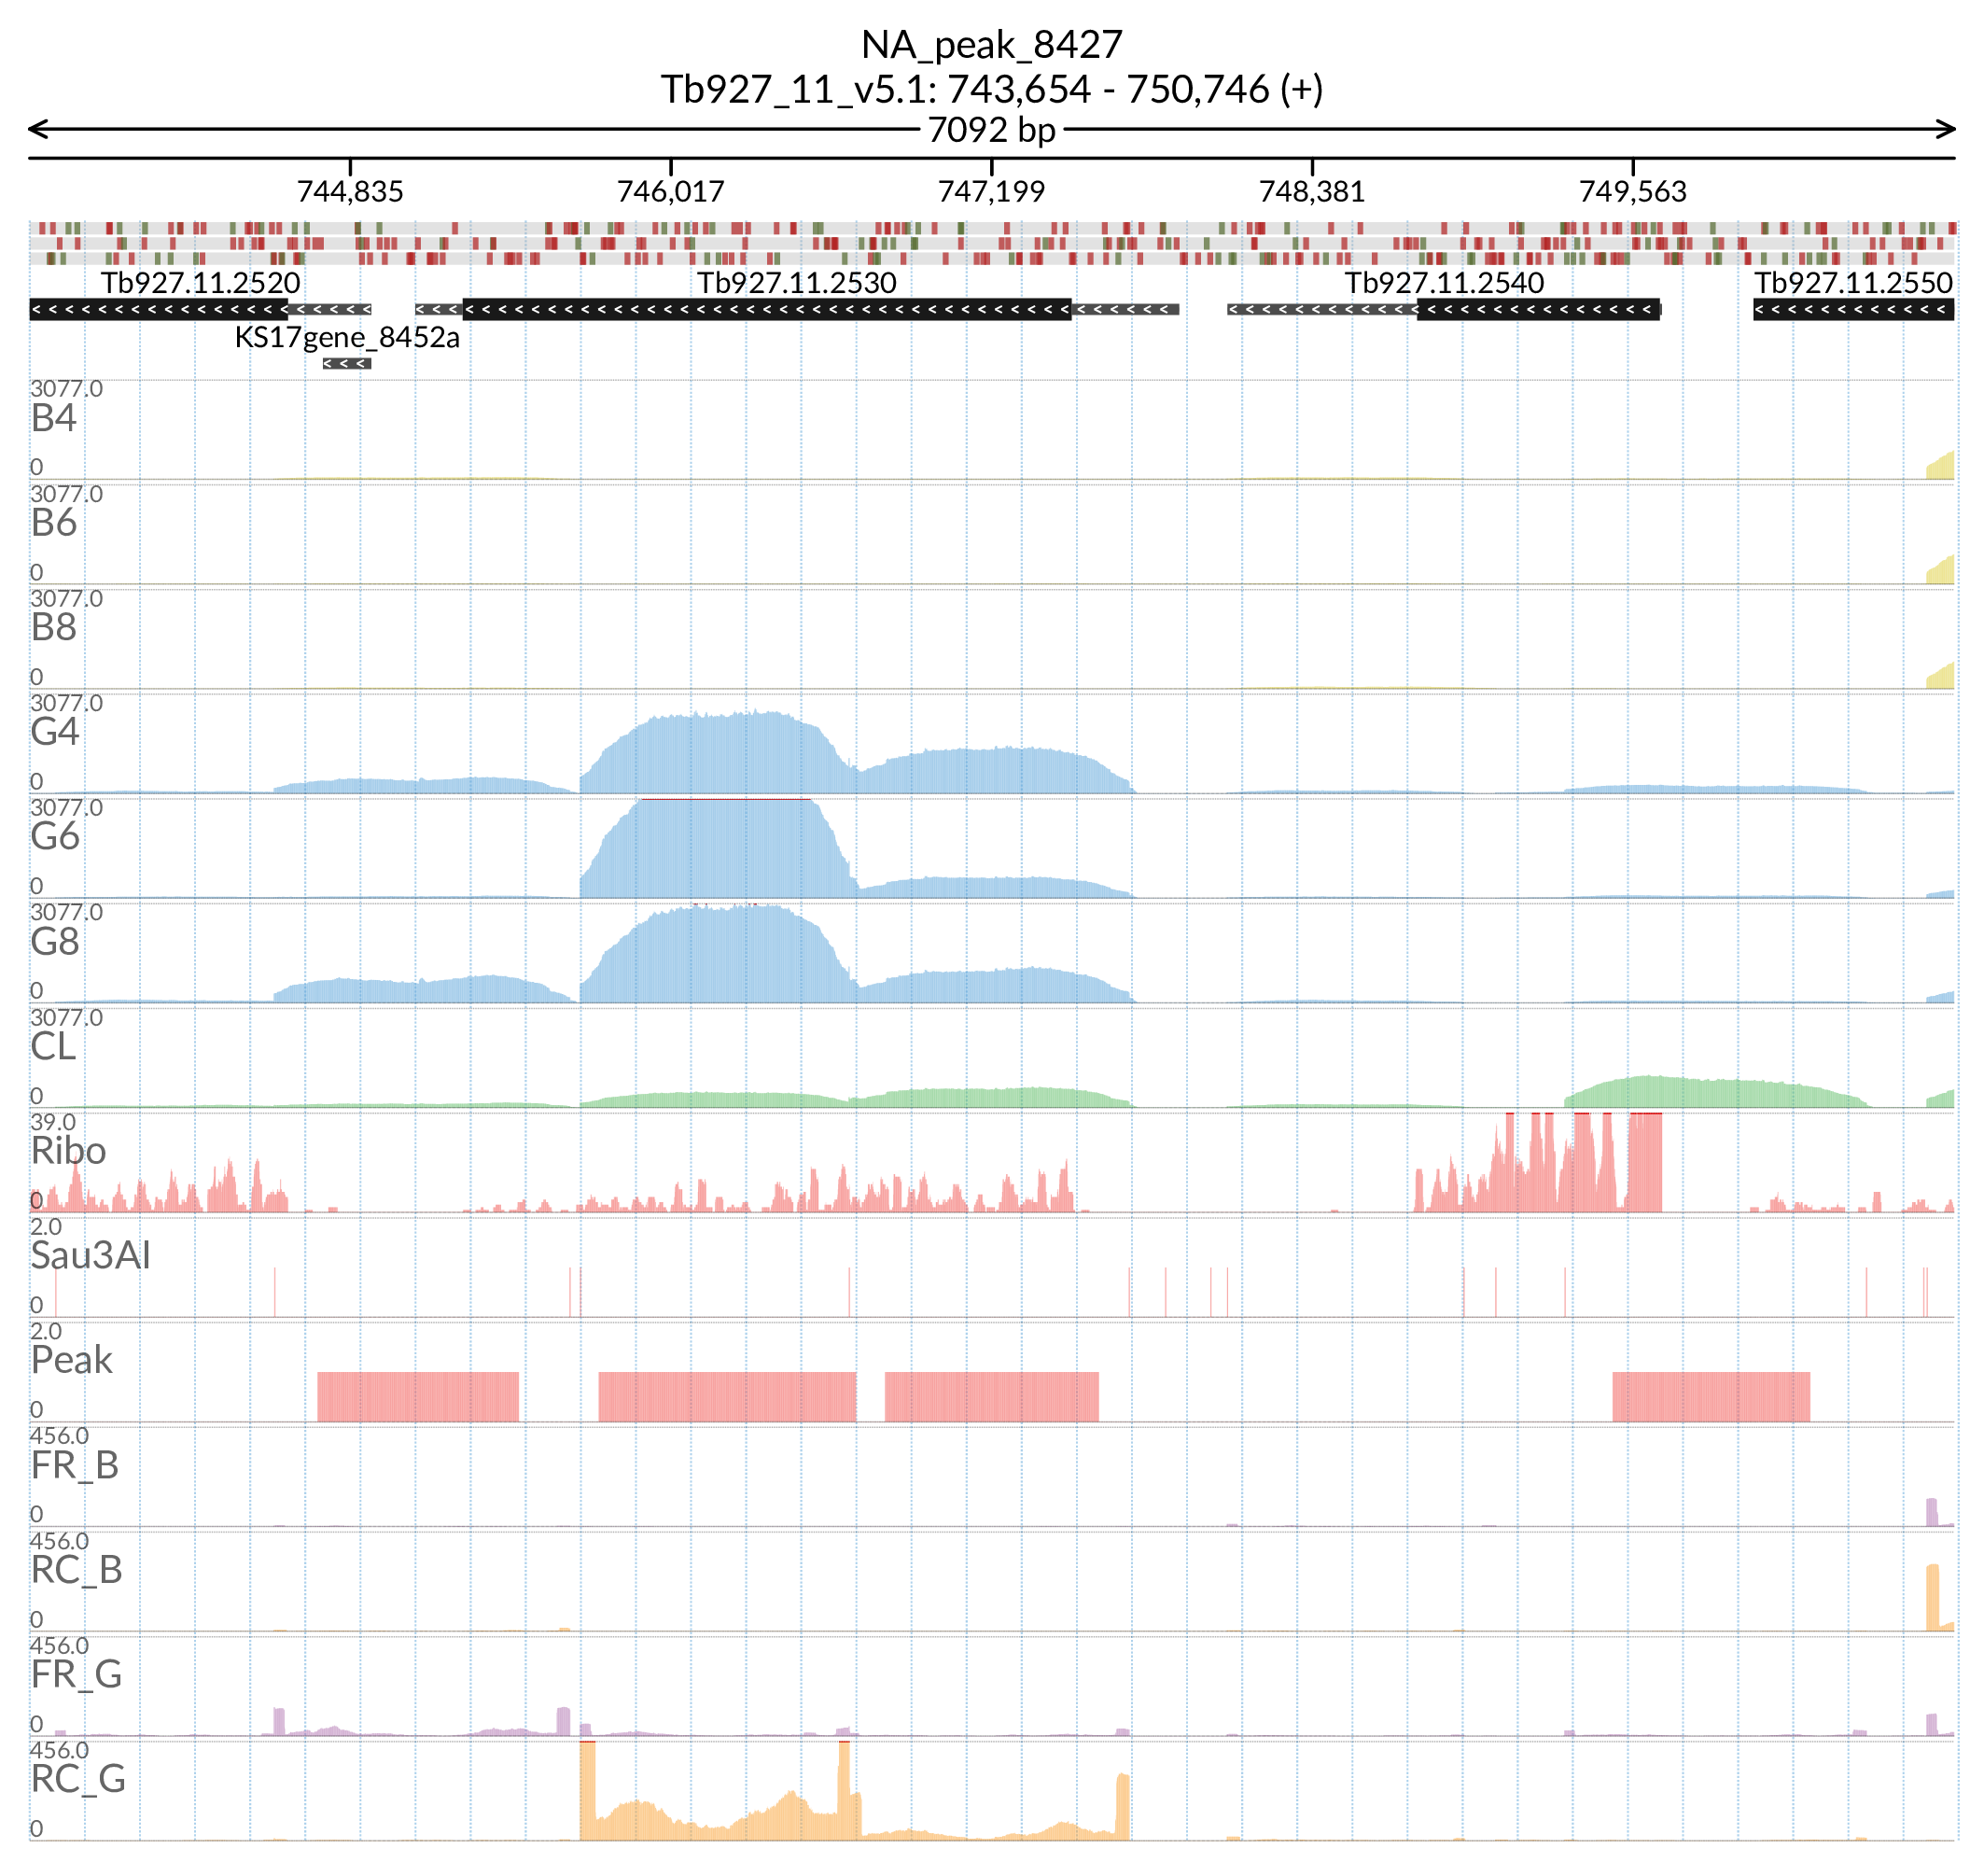 NA_peak_8427
Tb927_11_v5.1: 743,654 - 750,746 (+)
7092 bp
744,835 746,017 747,199 748,381 749,563
Tb927.11.2520 Tb927.11.2530 Tb927.11.2540 Tb927.11.2550
KS17gene_8452a
3077.0
B4
0
3077.0
B6
0
3077.0
B8
0
3077.0
G4
0
3077.0
G6
0
3077.0
G8
0
3077.0
CL
0
39.0
Ribo
0
2.0
Sau3AI
0
2.0
Peak
0
456.0
FR_B
0
456.0
RC_B
0
456.0
FR_G
0
456.0
RC_G
0